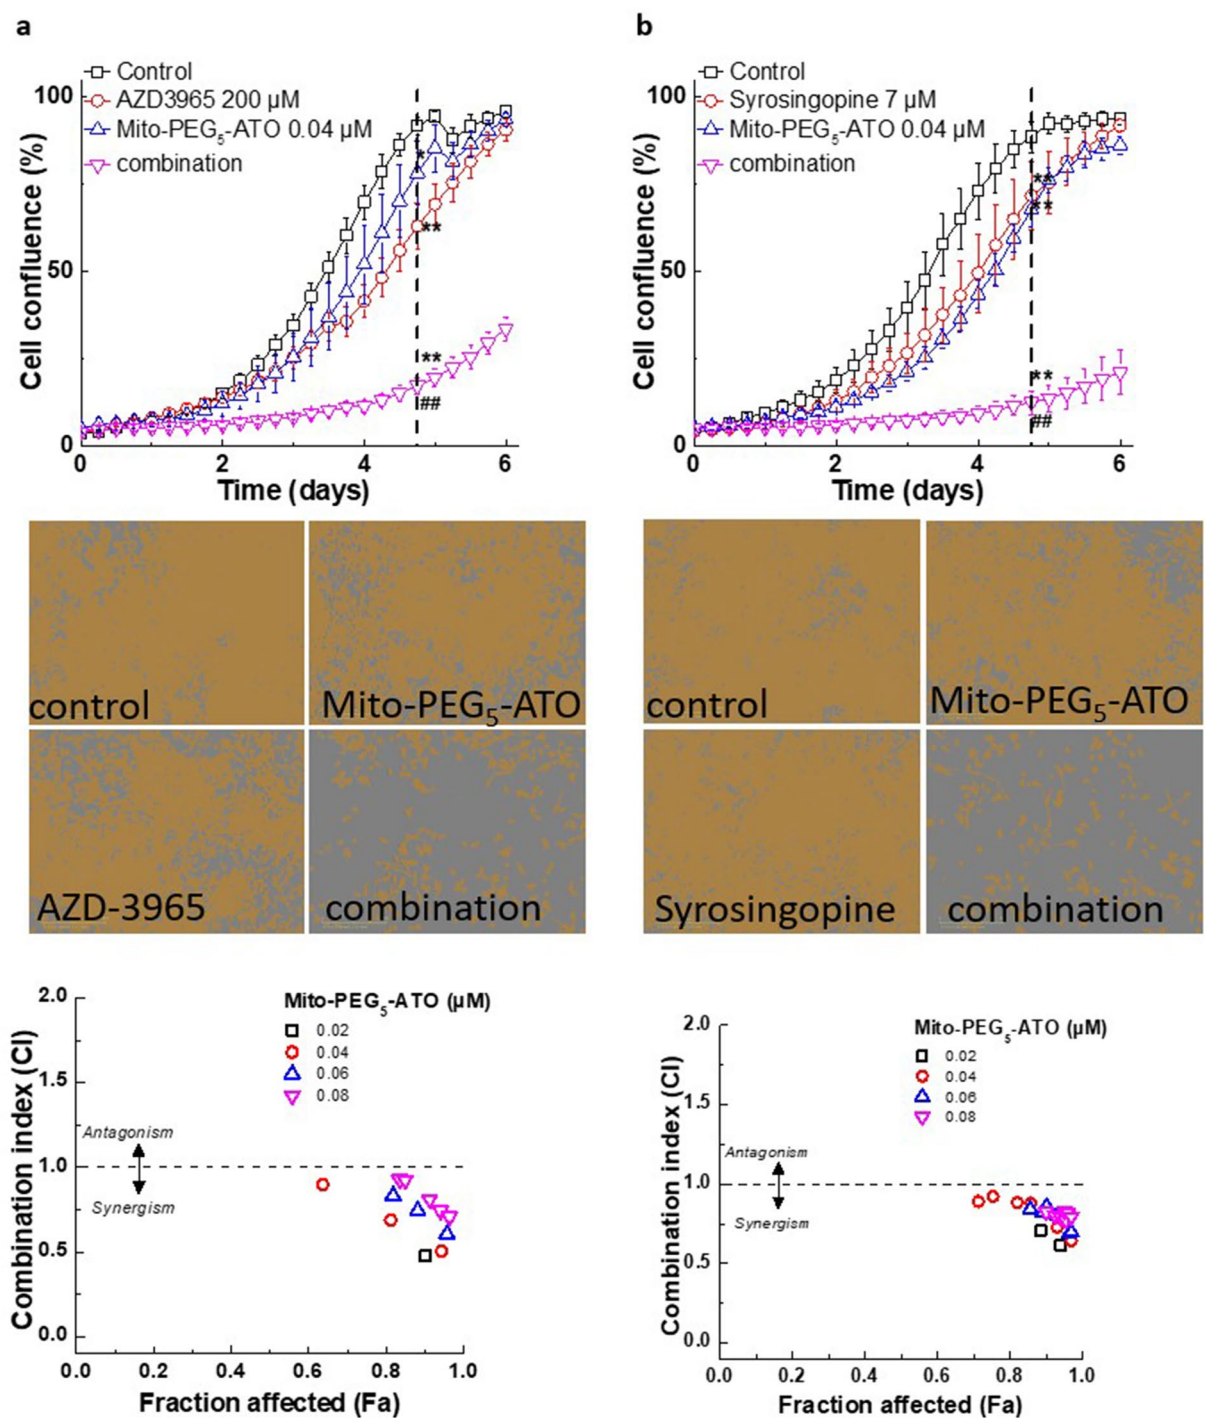 a
Control
AZD3965 200 µM
Mito-PEG5-ATO 0.04 µM
combination
100
50
0
Cell confluence (%)
*
**
**
##
0 2 4 6
Time (days)
b
Control
Syrosingopine 7 µM
Mito-PEG5-ATO 0.04 µM
combination
100
50
0
Cell confluence (%)
**
**
**
##
0 2 4 6
Time (days)
control
Mito-PEG5-ATO
AZD-3965
combination
control
Mito-PEG5-ATO
Syrosingopine
combination
2.0
1.5
1.0
0.5
0.0
Combination index (CI)
Mito-PEG5-ATO (µM)
0.02
0.04
0.06
0.08
Antagonism
Synergism
0.0 0.2 0.4 0.6 0.8 1.0
Fraction affected (Fa)
2.0
1.5
1.0
0.5
0.0
Combination index (CI)
Mito-PEG5-ATO (µM)
0.02
0.04
0.06
0.08
Antagonism
Synergism
0.0 0.2 0.4 0.6 0.8 1.0
Fraction affected (Fa)